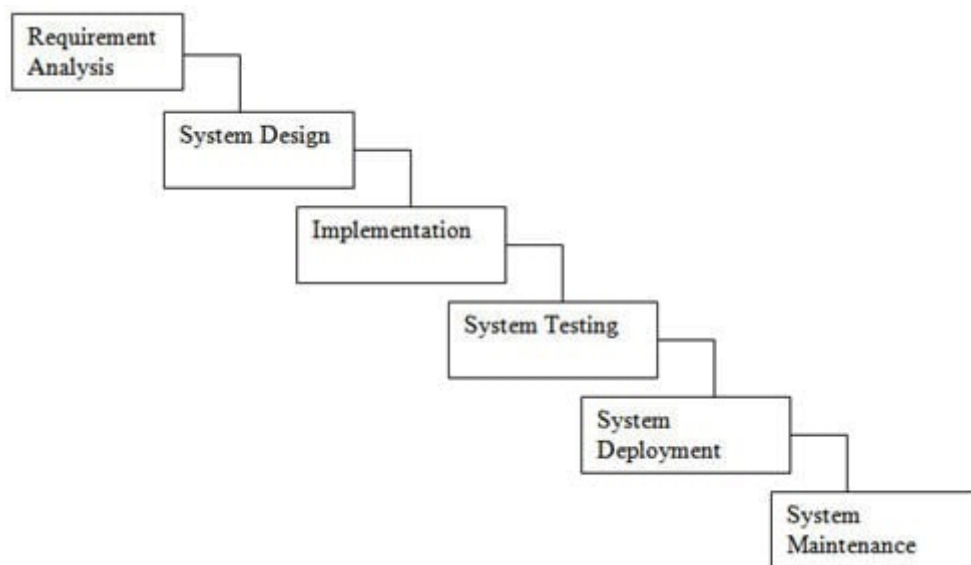 Requirement
Analysis
System Design
Implementation
System Testing
System
Deployment
System
Maintenance